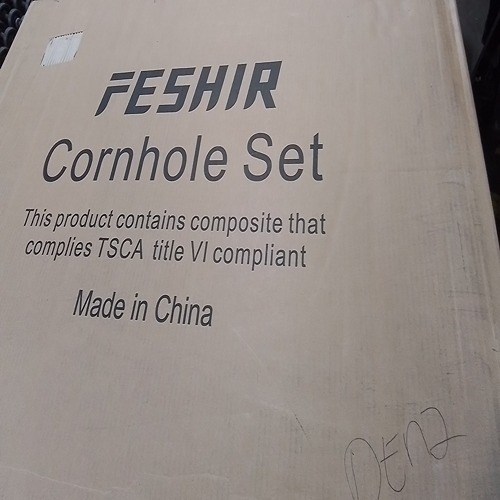 FESHIR
Cornhole Set
This product contains composite that
complies TSCA title VI compliant
Made in China